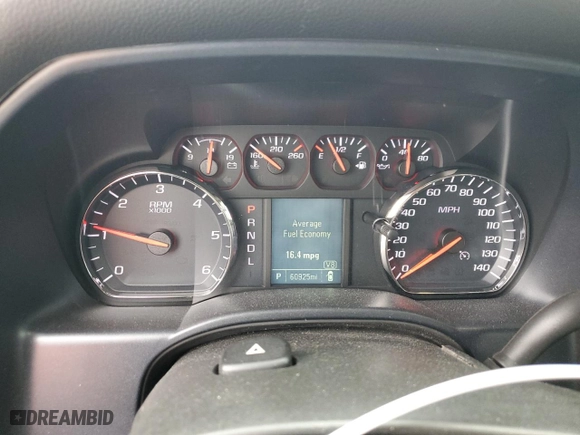 9 14 19
160 210 260
E 1/2 F
0 40 80
0 1 2 3 4 5 6
RPM
x1000
P
R
N
D
L
Average
Fuel Economy
16.4 mpg
V8
P 60925mi
0 10 20 30 40 50 60 70 80 90 100 110 120 130 140
MPH
DREAMBID